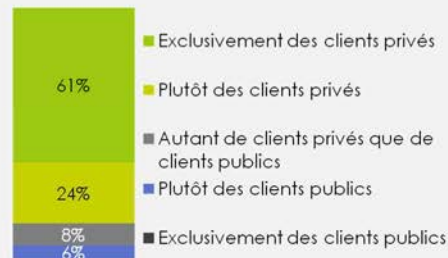 Exclusivement des clients privés
61%
Plutôt des clients privés
Autant de clients privés que de
clients publics
24%
Plutôt des clients publics
8%
Exclusivement des clients publics
6%